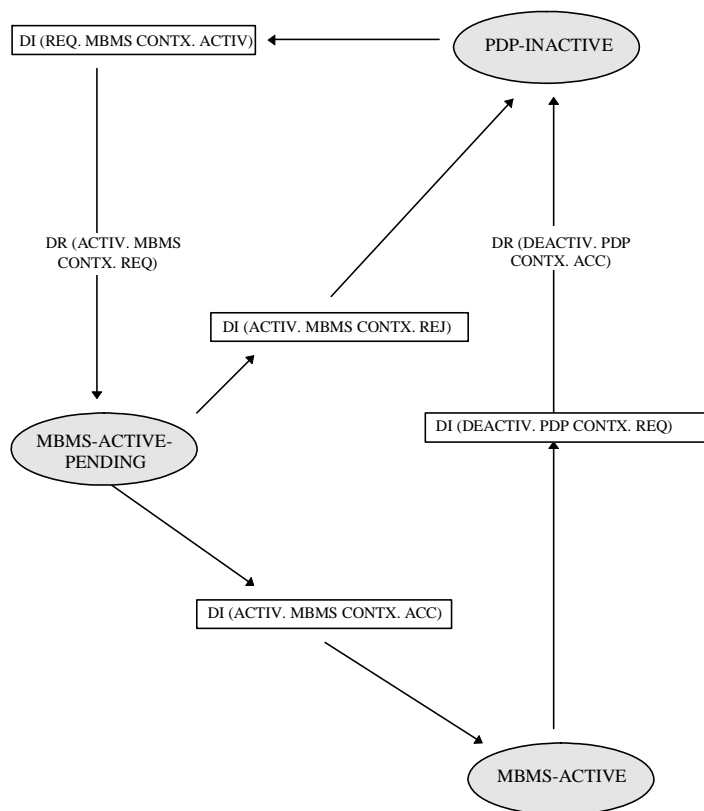 DI (REQ. MBMS CONTX. ACTIV)
PDP-INACTIVE
DR (ACTIV. MBMS
CONTX. REQ)
DR (DEACTIV. PDP
CONTX. ACC)
DI (ACTIV. MBMS CONTX. REJ)
MBMS-ACTIVE-
PENDING
DI (DEACTIV. PDP CONTX. REQ)
DI (ACTIV. MBMS CONTX. ACC)
MBMS-ACTIVE